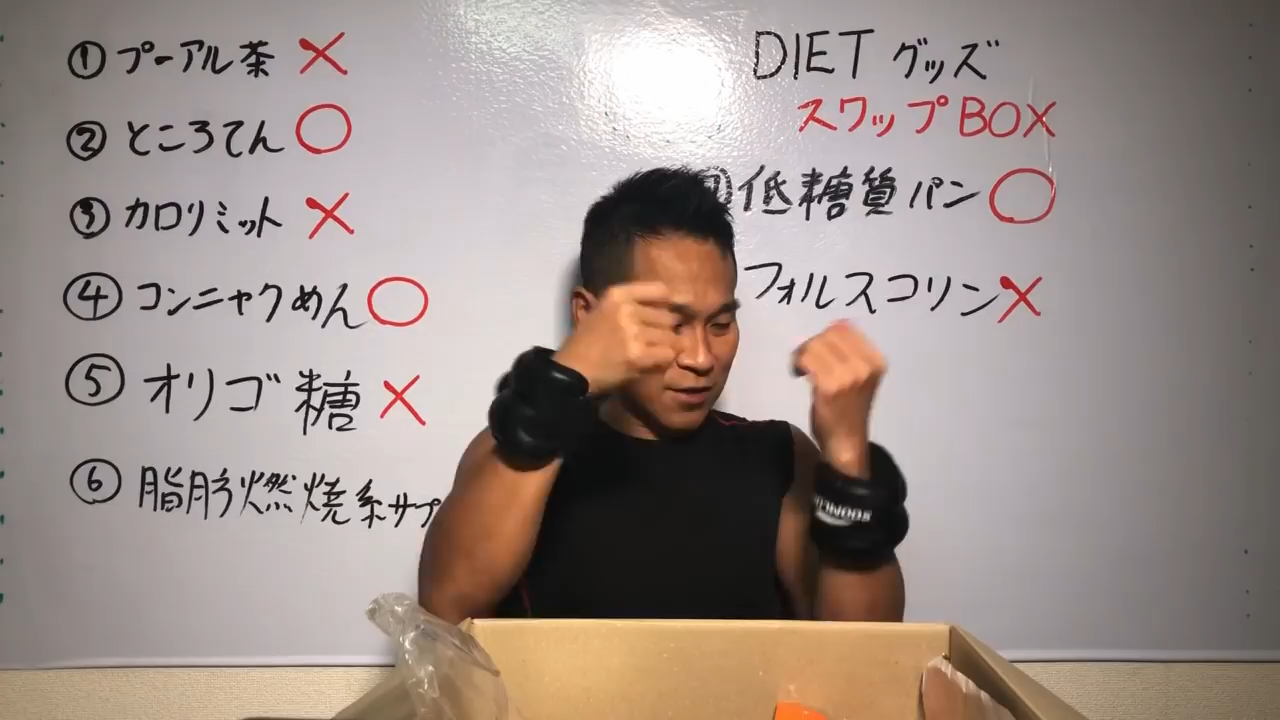 ① プーアル茶 ×
② ところてん ○
③ カロリミット ×
④ コンニャクめん ○
⑤ オリゴ糖 ×
⑥ 脂肪燃焼系サプ
DIET グッズ
スワップ BOX
低糖質パン ○
フォルスコリン ×